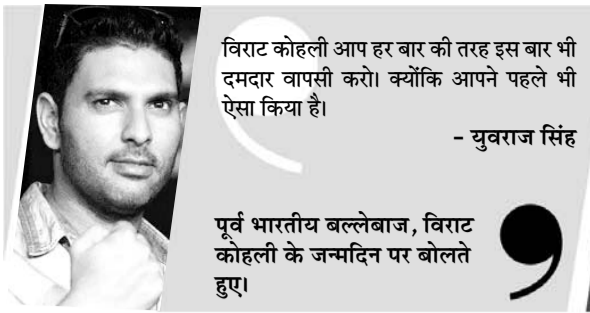 विराट कोहली आप हर बार की तरह इस बार भी
दमदार वापसी करो। क्योंकि आपने पहले भी
ऐसा किया है।
- युवराज सिंह
पूर्व भारतीय बल्लेबाज, विराट
कोहली के जन्मदिन पर बोलते
हुए।